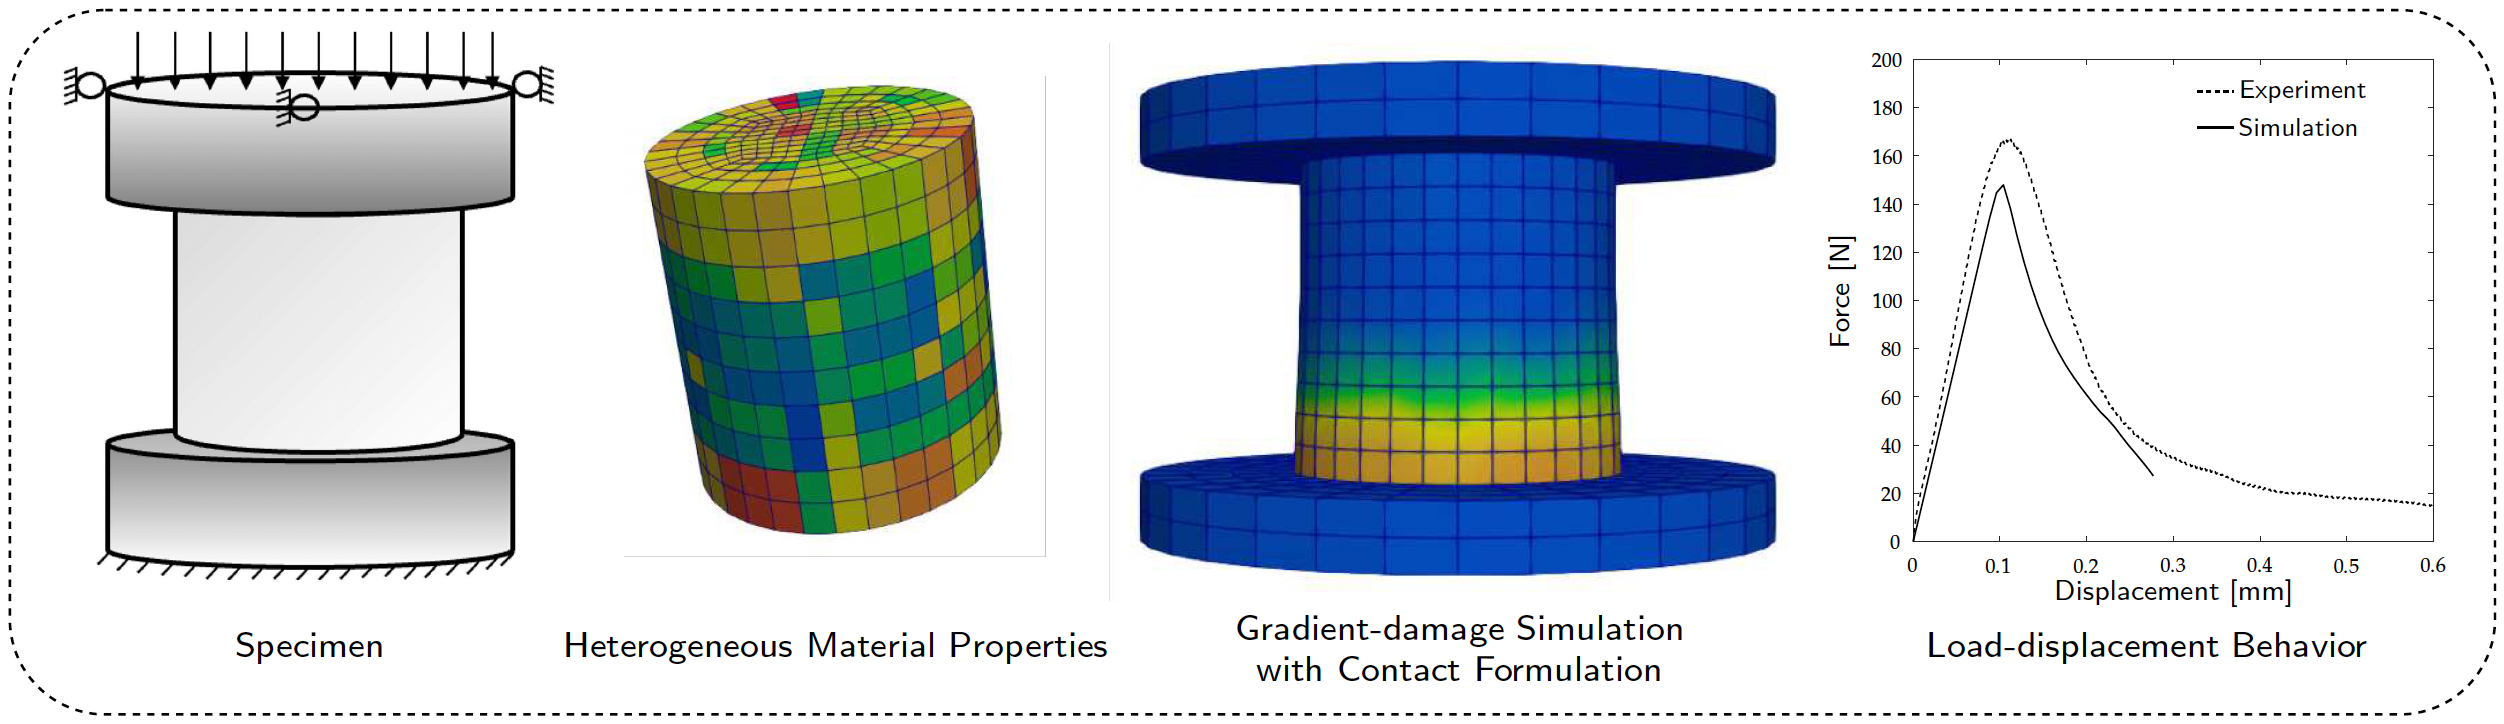 Specimen
Heterogeneous Material Properties
Gradient-damage Simulation
with Contact Formulation
200
180
160
140
120
100
80
60
40
20
0
Force [N]
Experiment
Simulation
0 0.1 0.2 0.3 0.4 0.5 0.6
Displacement [mm]
Load-displacement Behavior